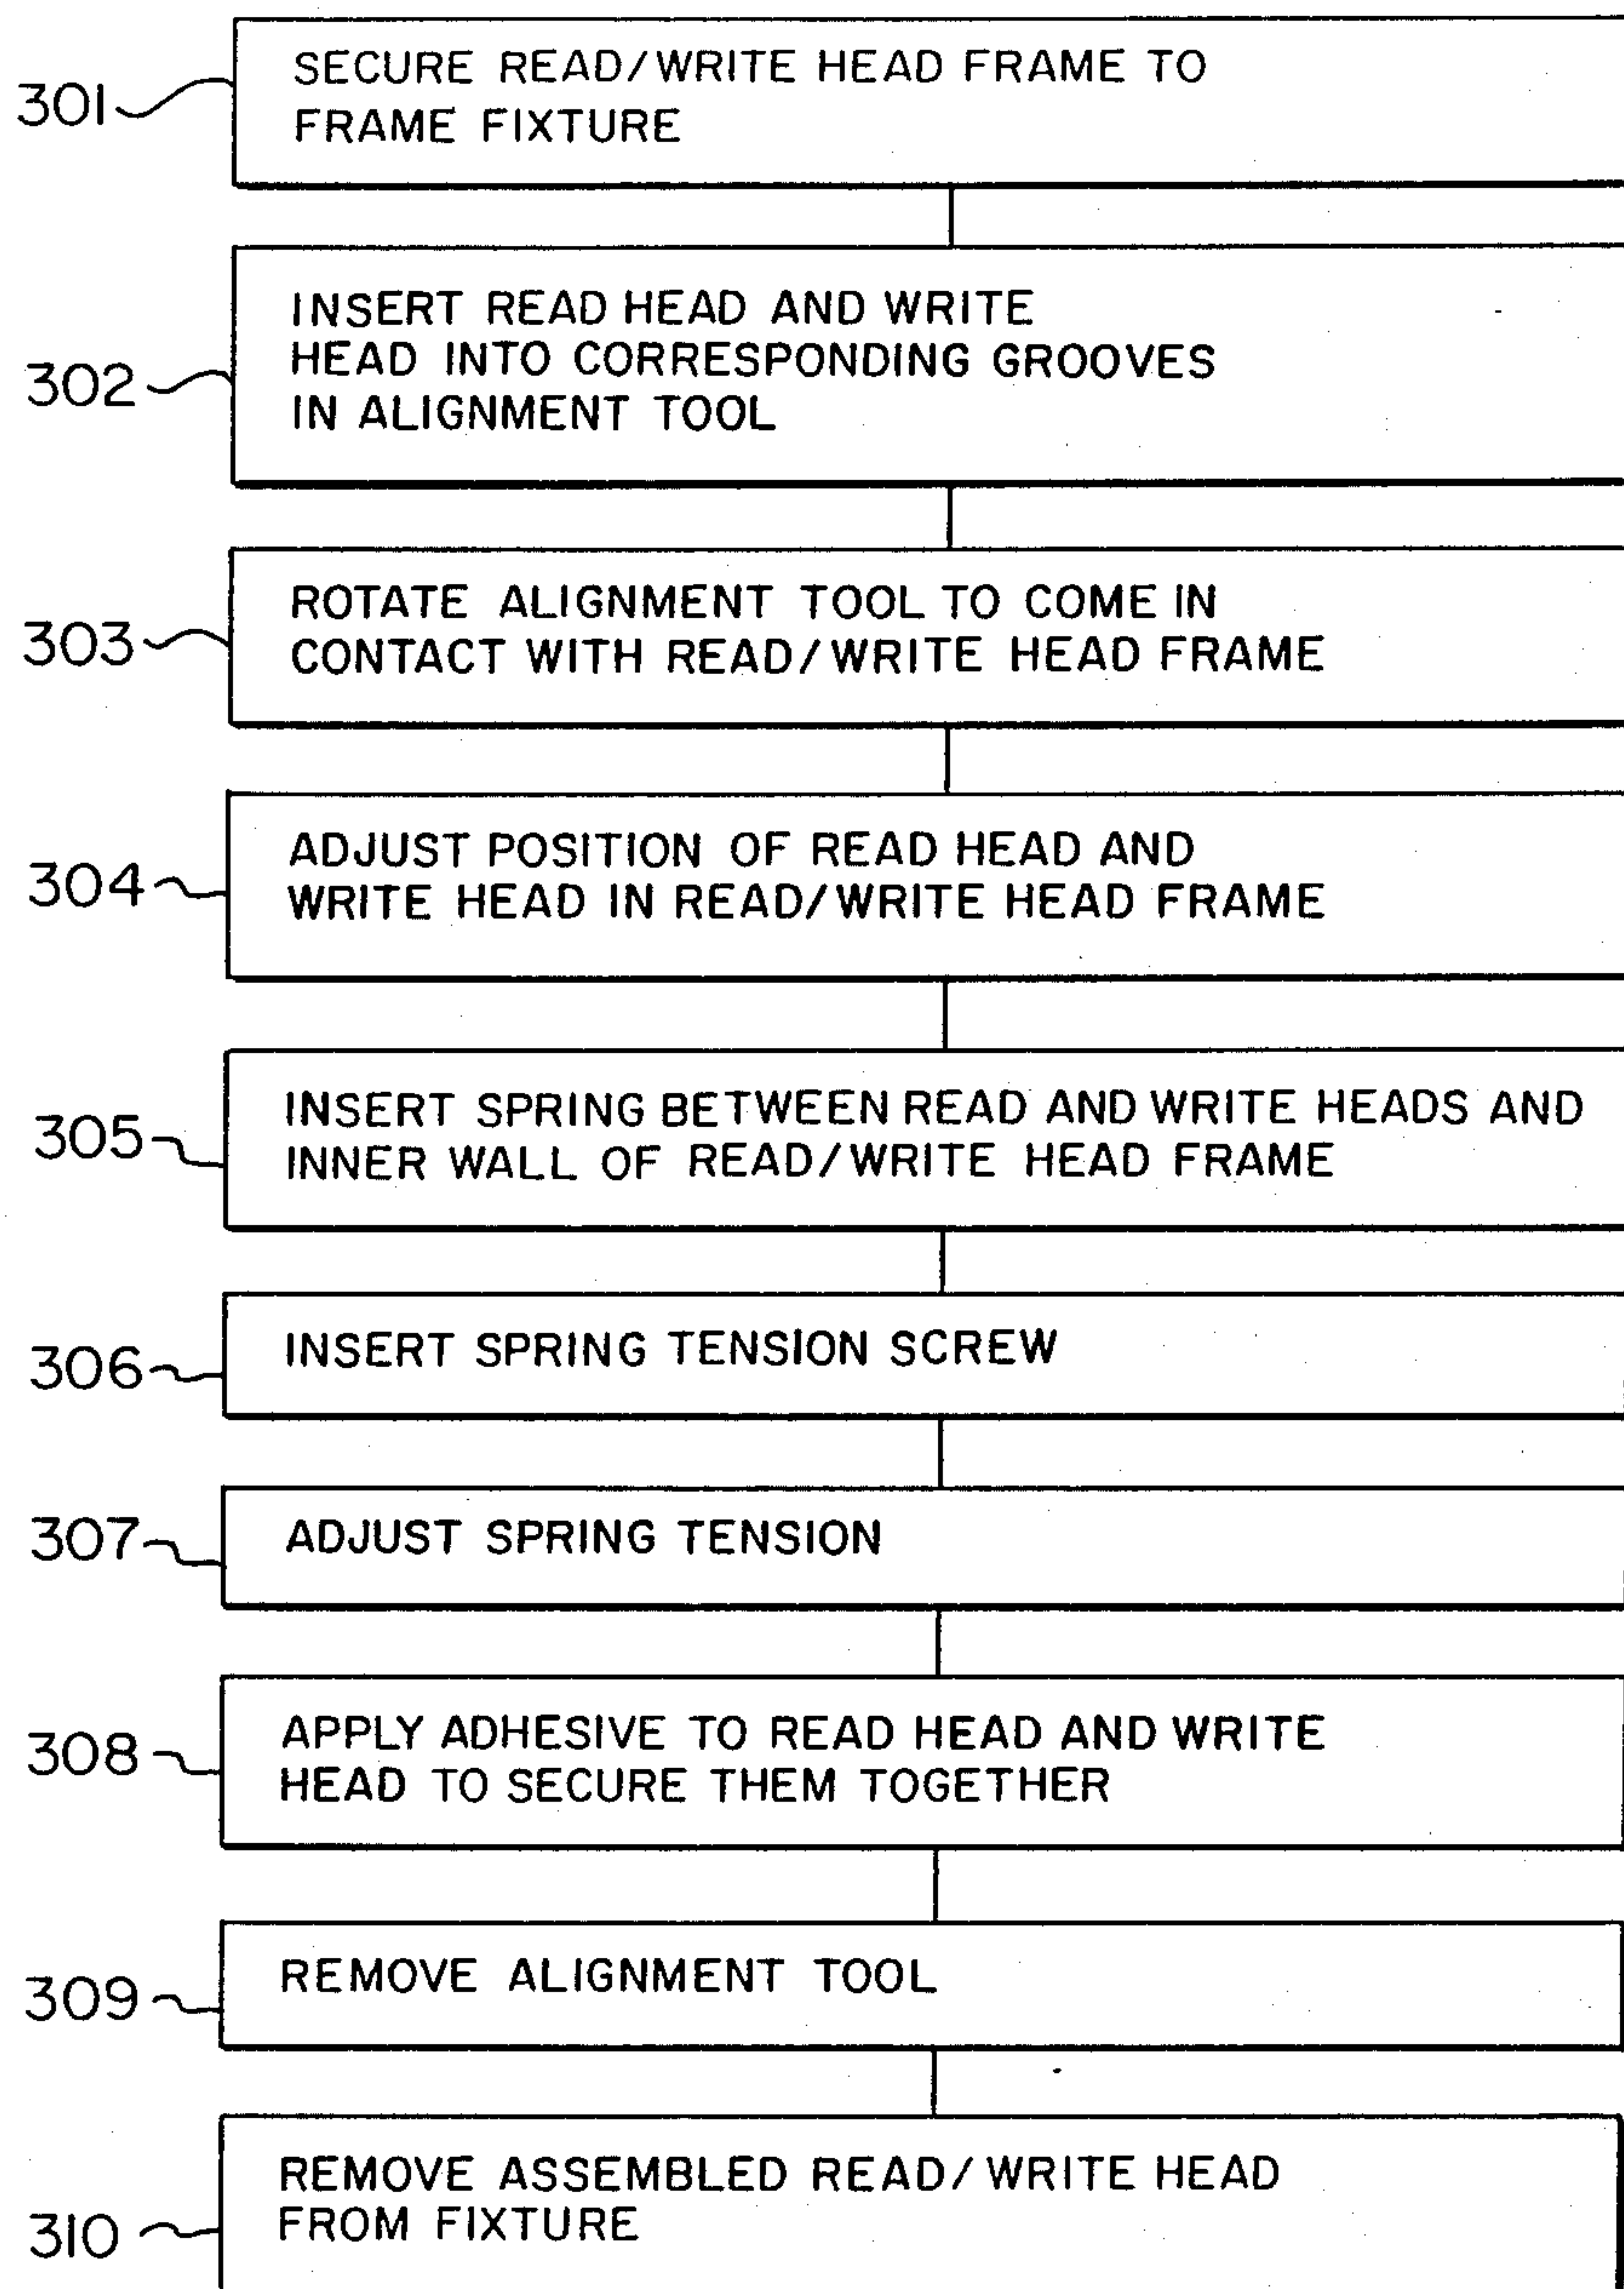 301
SECURE READ/WRITE HEAD FRAME TO
FRAME FIXTURE
302
INSERT READ HEAD AND WRITE
HEAD INTO CORRESPONDING GROOVES
IN ALIGNMENT TOOL
303
ROTATE ALIGNMENT TOOL TO COME IN
CONTACT WITH READ/WRITE HEAD FRAME
304
ADJUST POSITION OF READ HEAD AND
WRITE HEAD IN READ/WRITE HEAD FRAME
305
INSERT SPRING BETWEEN READ AND WRITE HEADS AND
INNER WALL OF READ/WRITE HEAD FRAME
306
INSERT SPRING TENSION SCREW
307
ADJUST SPRING TENSION
308
APPLY ADHESIVE TO READ HEAD AND WRITE
HEAD TO SECURE THEM TOGETHER
309
REMOVE ALIGNMENT TOOL
310
REMOVE ASSEMBLED READ/WRITE HEAD
FROM FIXTURE